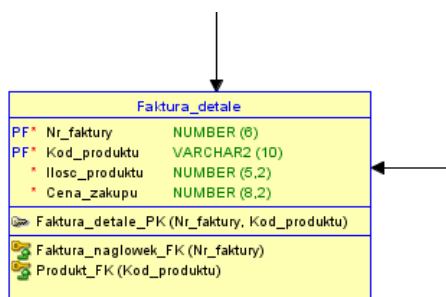 Faktura_detale
PF* Nr_faktury NUMBER (6)
PF* Kod_produktu VARCHAR2 (10)
* Ilosc_produktu NUMBER (5,2)
* Cena_zakupu NUMBER (8,2)
Faktura_detale_PK (Nr_faktury, Kod_produktu)
Faktura_naglowek_FK (Nr_faktury)
Produkt_FK (Kod_produktu)